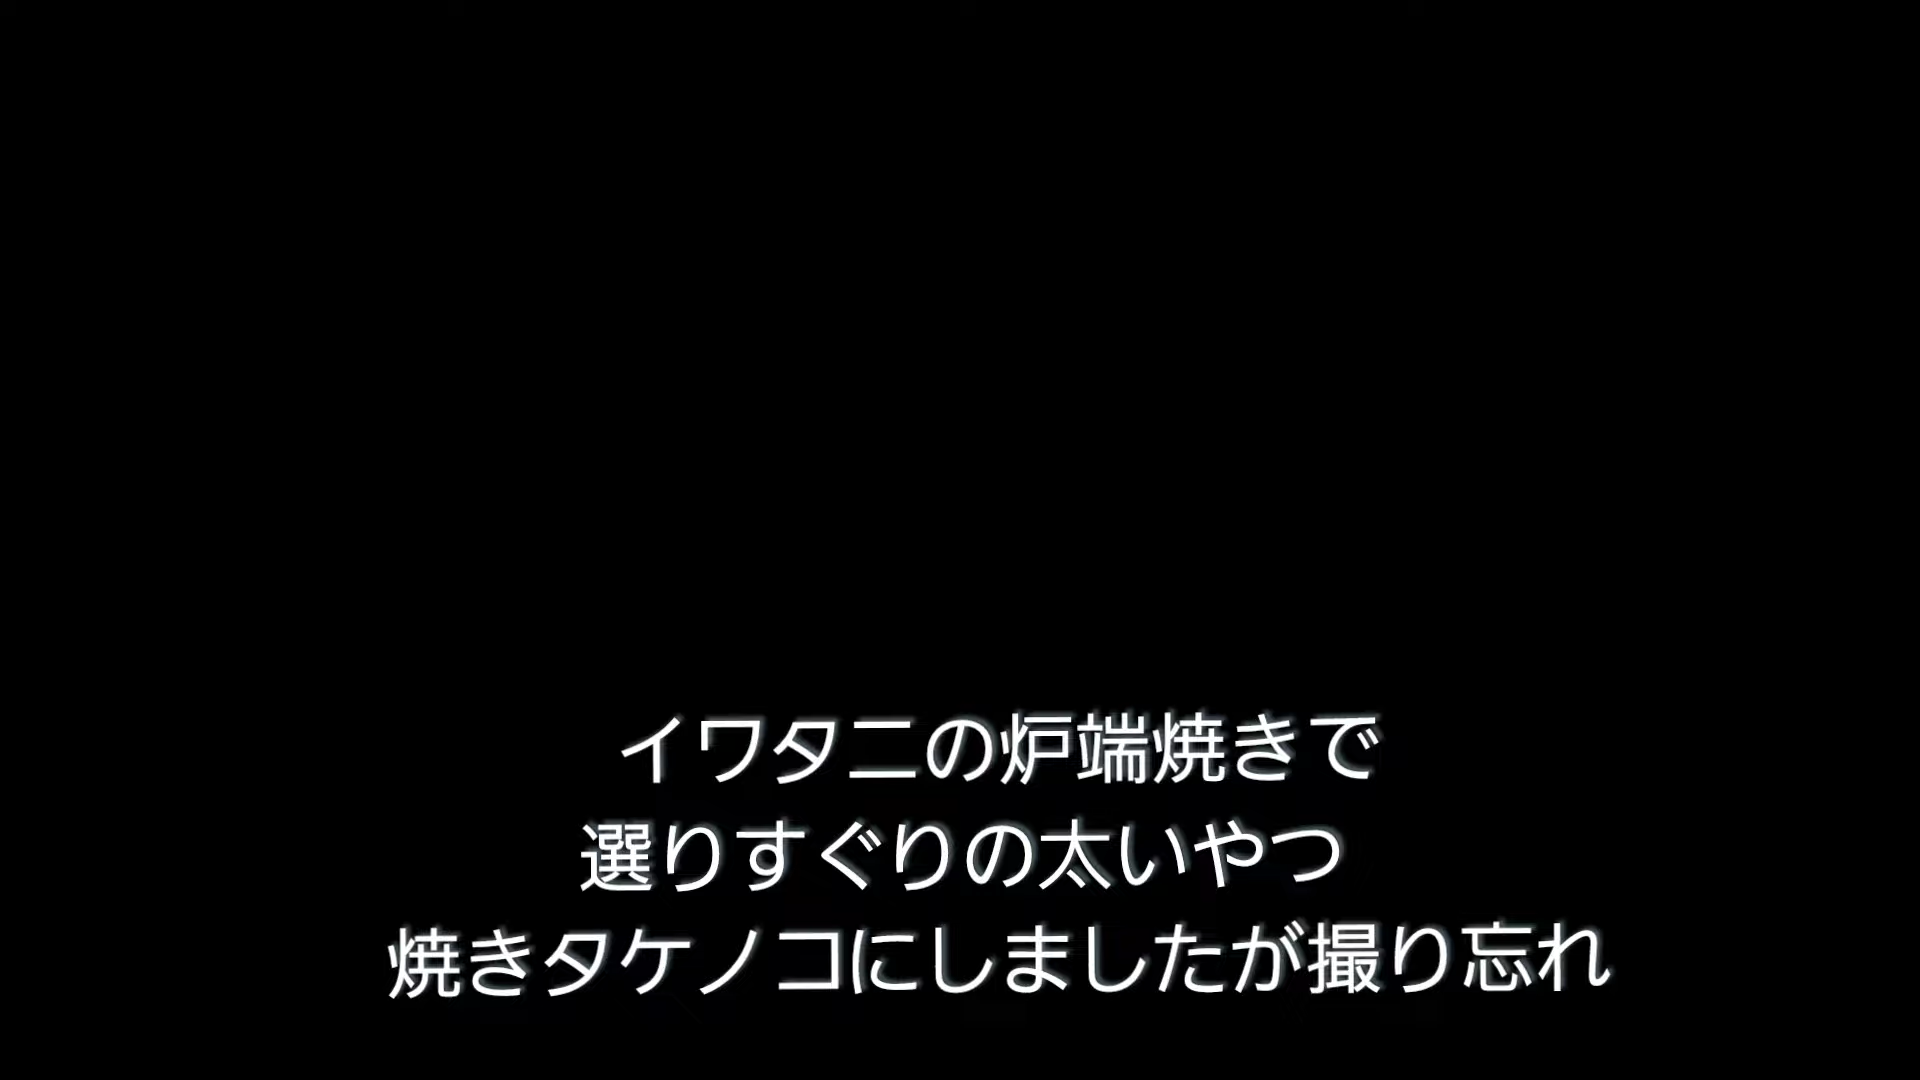 イワタニの炉端焼きで
選りすぐりの太いやつ
焼きタケノコにしましたが撮り忘れ